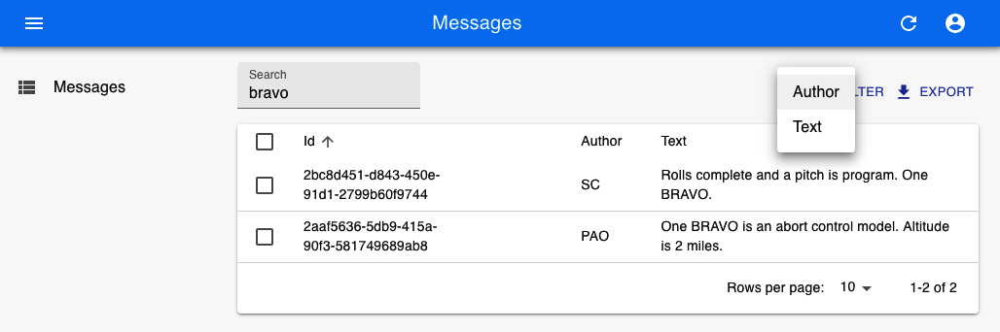 Messages
Messages
Search
bravo
Author
Text
EXPORT
Id Author Text
2bc8d451-d843-450e-
91d1-2799b60f9744
SC
Rolls complete and a pitch is program. One
BRAVO.
2aaf5636-5db9-415a-
90f3-581749689ab8
PAO
One BRAVO is an abort control model. Altitude
is 2 miles.
Rows per page: 10 1-2 of 2